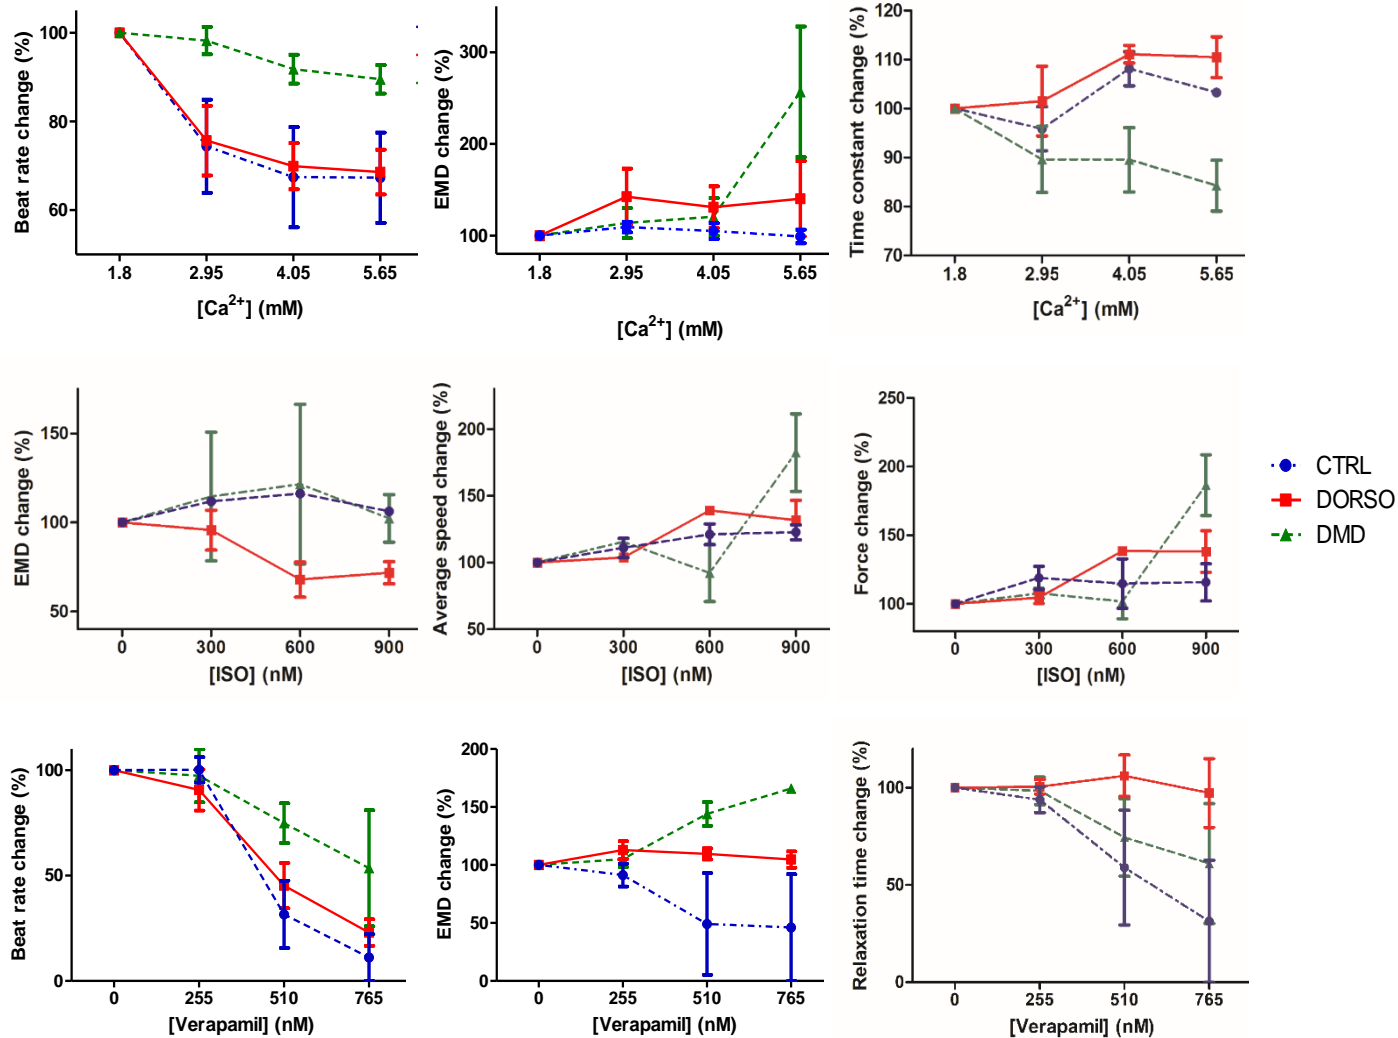 Beat rate change (%)
100
80
60
1.8 2.95 4.05 5.65
[Ca2+] (mM)
EMD change (%)
300
200
100
1.8 2.95 4.05 5.65
[Ca2+] (mM)
Time constant change (%)
120
110
100
90
80
70
1.8 2.95 4.05 5.65
[Ca2+] (mM)
EMD change (%)
150
100
50
0 300 600 900
[ISO] (nM)
Average speed change (%)
200
150
100
50
0 300 600 900
[ISO] (nM)
Force change (%)
250
200
150
100
0 300 600 900
[ISO] (nM)
CTRL
DORSO
DMD
Beat rate change (%)
100
50
0
0 255 510 765
[Verapamil] (nM)
EMD change (%)
200
150
100
50
0
0 255 510 765
[Verapamil] (nM)
Relaxation time change (%)
100
50
0
0 255 510 765
[Verapamil] (nM)